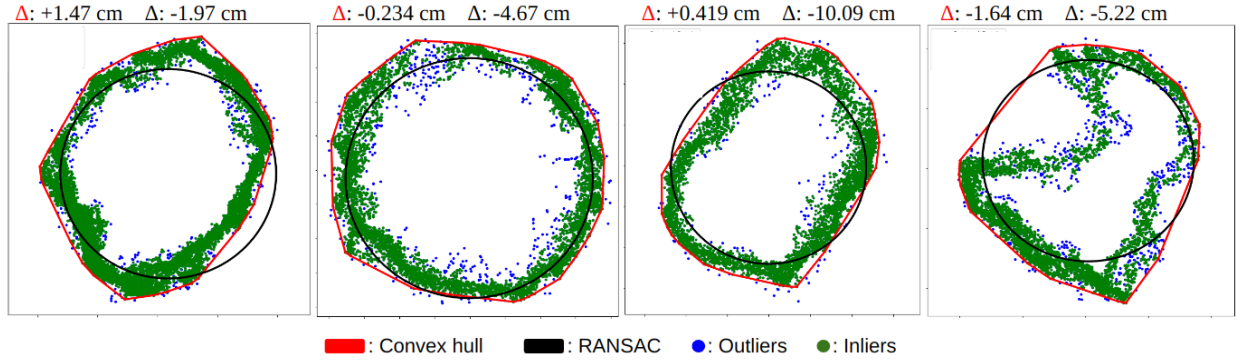 Δ: +1.47 cm Δ: -1.97 cm Δ: -0.234 cm Δ: -4.67 cm Δ: +0.419 cm Δ: -10.09 cm Δ: -1.64 cm Δ: -5.22 cm
: Convex hull : RANSAC : Outliers : Inliers